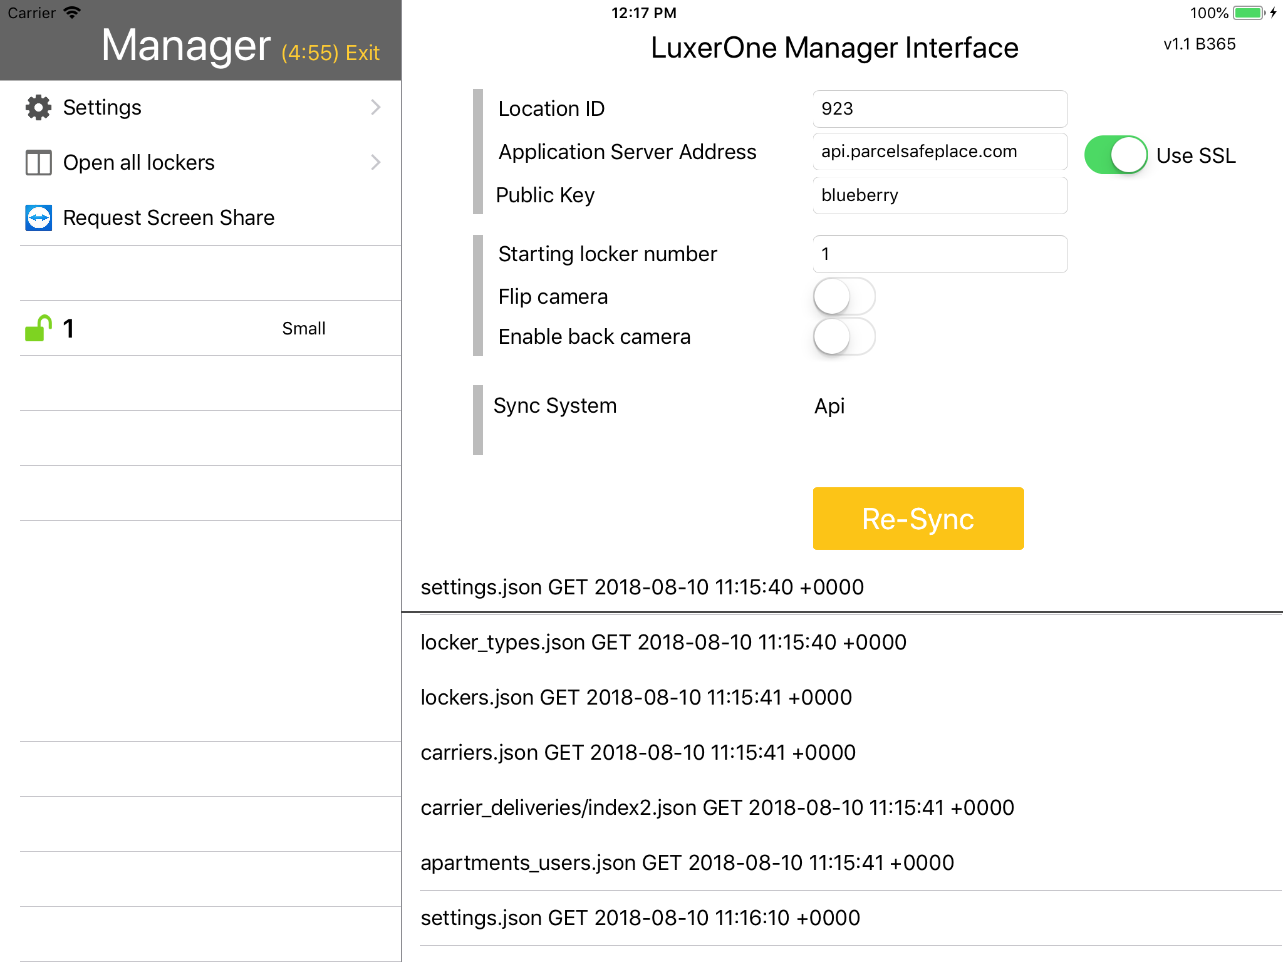 Carrier 12:17 PM 100%
Manager (4:55) Exit
LuxerOne Manager Interface
v1.1 B365
Settings
Open all lockers
Request Screen Share
1 Small
Location ID 923
Application Server Address api.parcelsafeplace.com Use SSL
Public Key blueberry
Starting locker number 1
Flip camera
Enable back camera
Sync System Api
Re-Sync
settings.json GET 2018-08-10 11:15:40 +0000
locker_types.json GET 2018-08-10 11:15:40 +0000
lockers.json GET 2018-08-10 11:15:41 +0000
carriers.json GET 2018-08-10 11:15:41 +0000
carrier_deliveries/index2.json GET 2018-08-10 11:15:41 +0000
apartments_users.json GET 2018-08-10 11:15:41 +0000
settings.json GET 2018-08-10 11:16:10 +0000